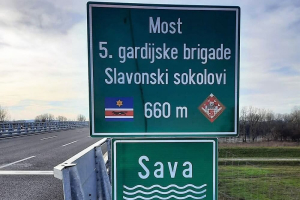 Most
5. gardijske brigade
Slavonski sokolovi
660 m
Sava